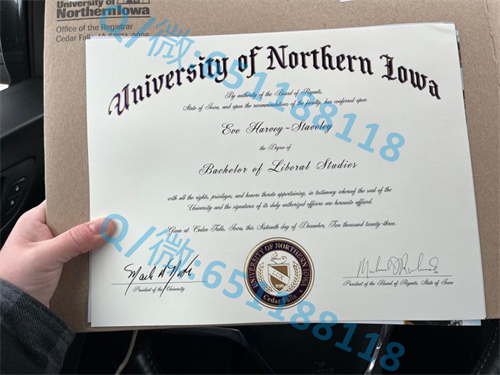 University of
Northern Iowa
Office of the Registrar
University of Northern Iowa
By authority of the Board of Regents,
State of Iowa, and upon the recommendation of the faculty, has conferred upon
Eve Harvey-Staveley
the Degree of
Bachelor of Liberal Studies
with all the rights, privileges, and honors thereto appertaining, in testimony whereof the seal of the
University and the signatures of its duly authorized officers are hereunto affixed.
Given at Cedar Falls, Iowa, this Sixteenth day of December, Two thousand twenty-three.
UNIVERSITY OF NORTHERN IOWA
Cedar Falls
President of the University
President of the Board of Regents, State of Iowa
Q/微:651188118
Q/微:651188118